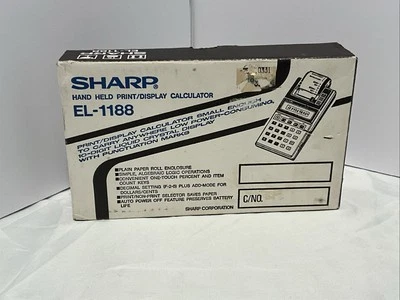 SHARP
HAND HELD PRINT/DISPLAY CALCULATOR
EL-1188
PRINT/DISPLAY CALCULATOR SMALL ENOUGH
TO CARRY ANYWHERE LOW POWER-CONSUMING,
10-DIGIT LIQUID CRYSTAL DISPLAY
WITH PUNCTUATION MARKS
■PLAIN PAPER ROLL ENCLOSURE
■SIMPLE, ALGEBRAIC LOGIC OPERATIONS
■CONVENIENT ONE-TOUCH PERCENT AND ITEM
COUNT KEYS
■DECIMAL SETTING (F-2-0) PLUS ADD-MODE FOR
DOLLARS/CENTS
■PRINT/NON-PRINT SELECTOR SAVES PAPER
■AUTO POWER OFF FEATURE PRESERVES BATTERY
LIFE
SHARP CORPORATION
C/NO.